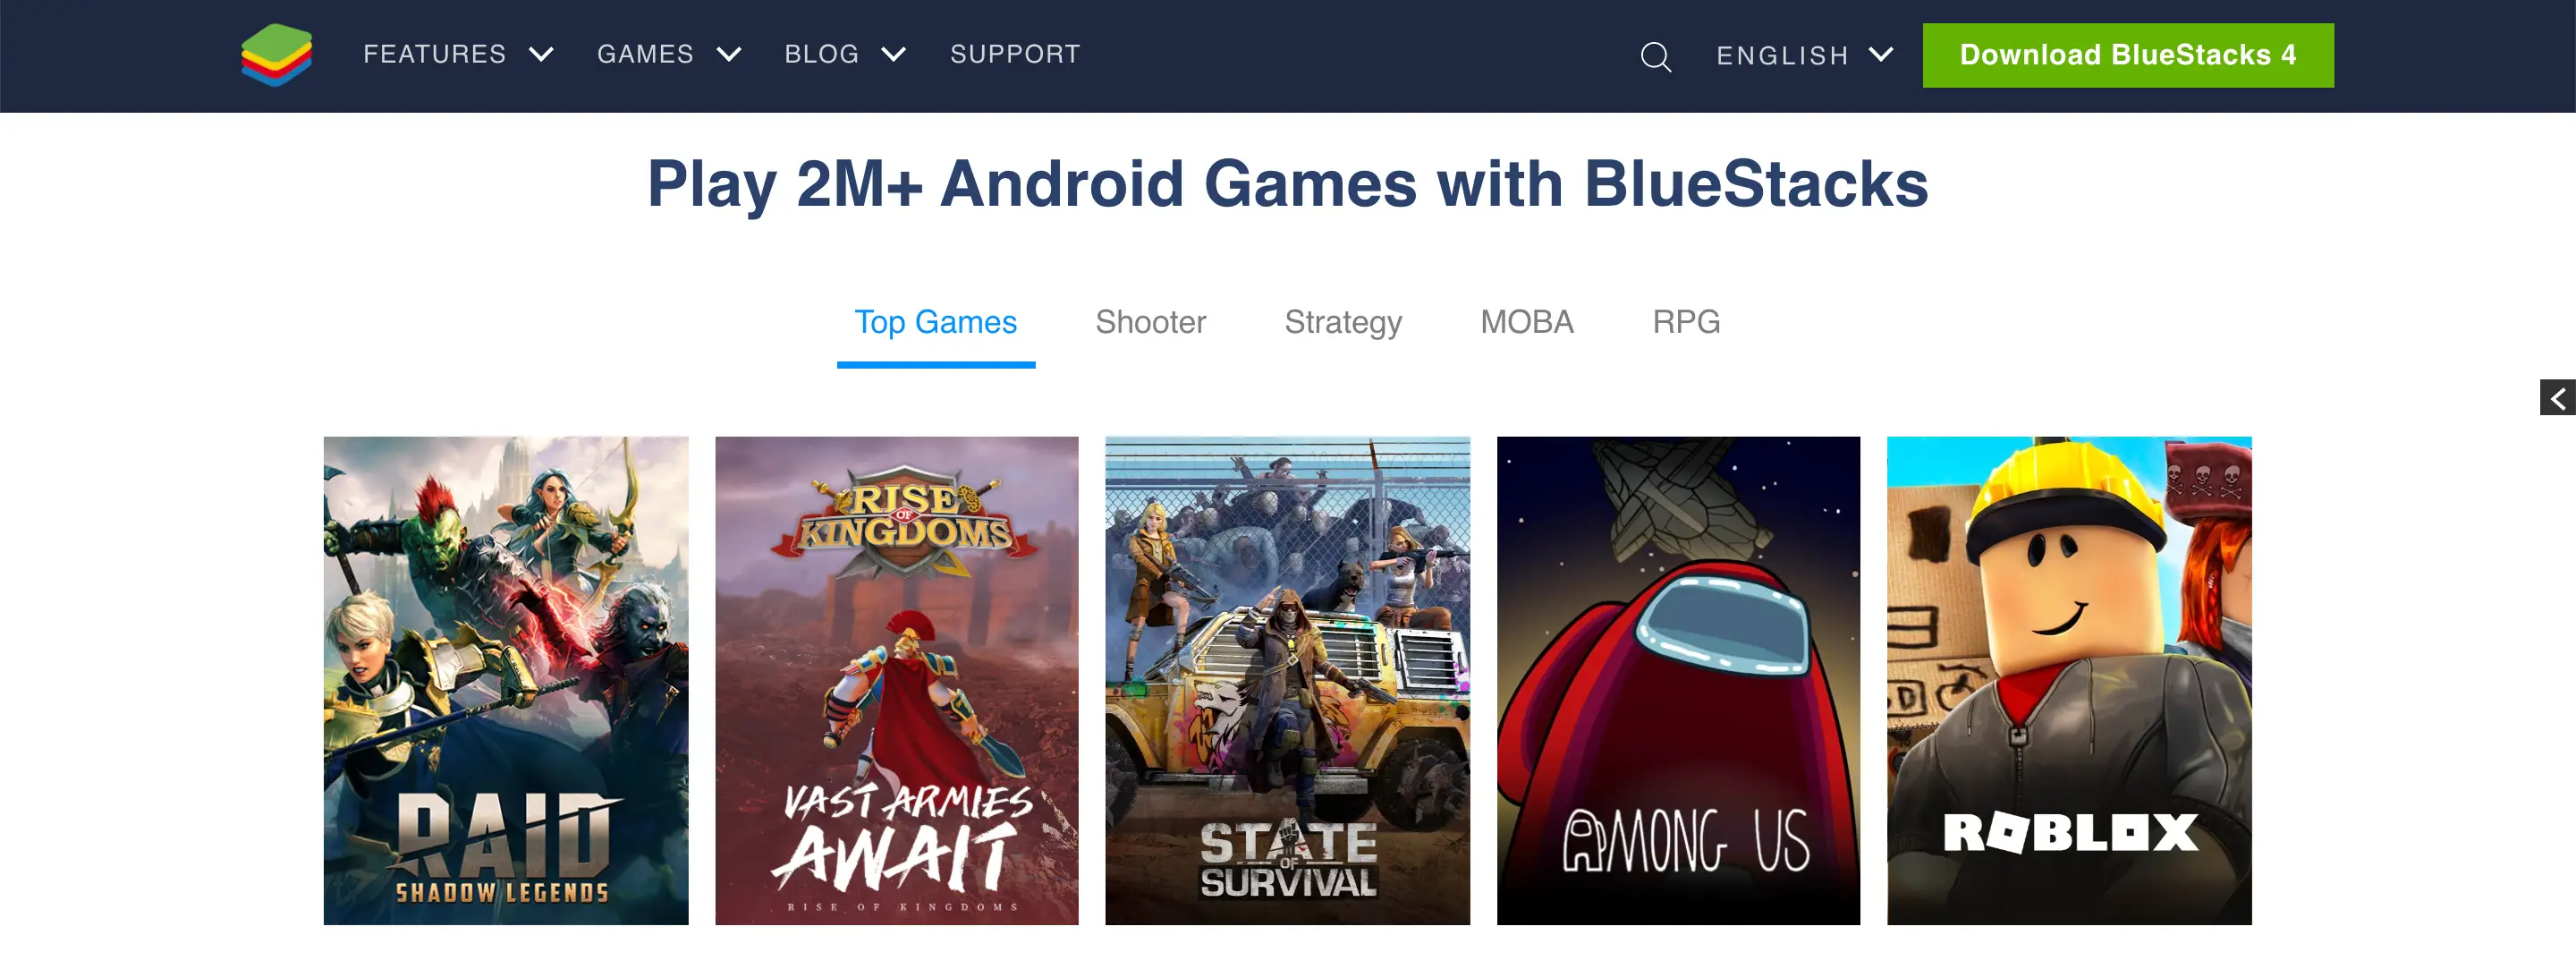 FEATURES GAMES BLOG SUPPORT ENGLISH Download BlueStacks 4
Play 2M+ Android Games with BlueStacks
Top Games Shooter Strategy MOBA RPG
RAID
SHADOW LEGENDS
RISE
OF
KINGDOMS
VAST ARMIES
AWAIT
RISE OF KINGDOMS
STATE
OF
SURVIVAL
AMONG US
ROBLOX